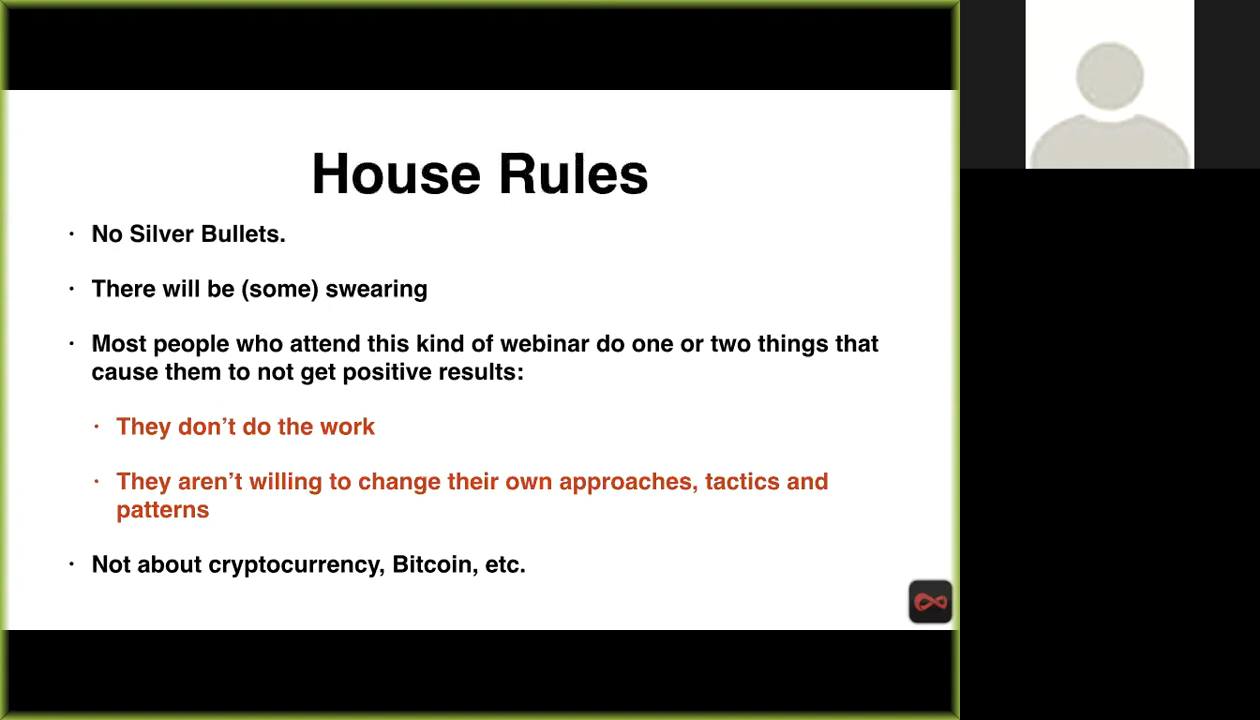 House Rules
· No Silver Bullets.
· There will be (some) swearing
· Most people who attend this kind of webinar do one or two things that
cause them to not get positive results:
· They don’t do the work
· They aren’t willing to change their own approaches, tactics and
patterns
· Not about cryptocurrency, Bitcoin, etc.